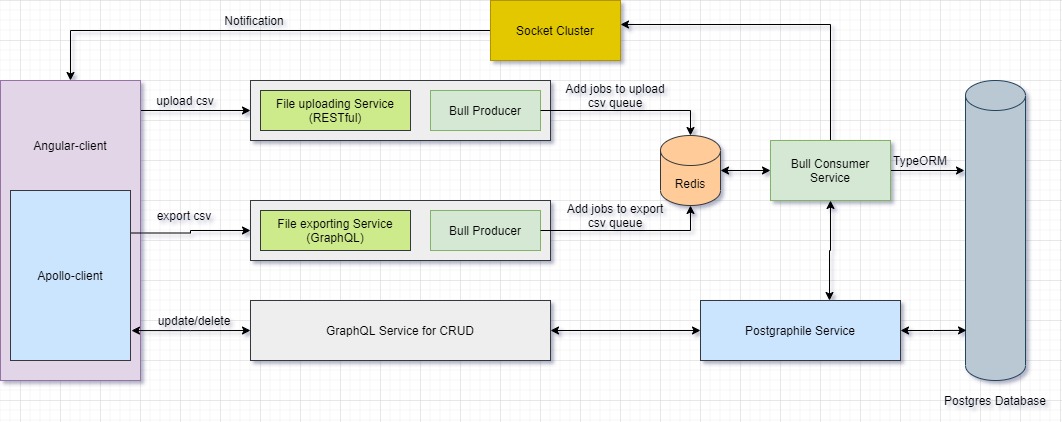 Notification
Socket Cluster
upload csv
File uploading Service
(RESTful)
Bull Producer
Add jobs to upload
csv queue
Angular-client
Redis
Bull Consumer
Service
TypeORM
export csv
File exporting Service
(GraphQL)
Bull Producer
Add jobs to export
csv queue
Apollo-client
update/delete
GraphQL Service for CRUD
Postgraphile Service
Postgres Database